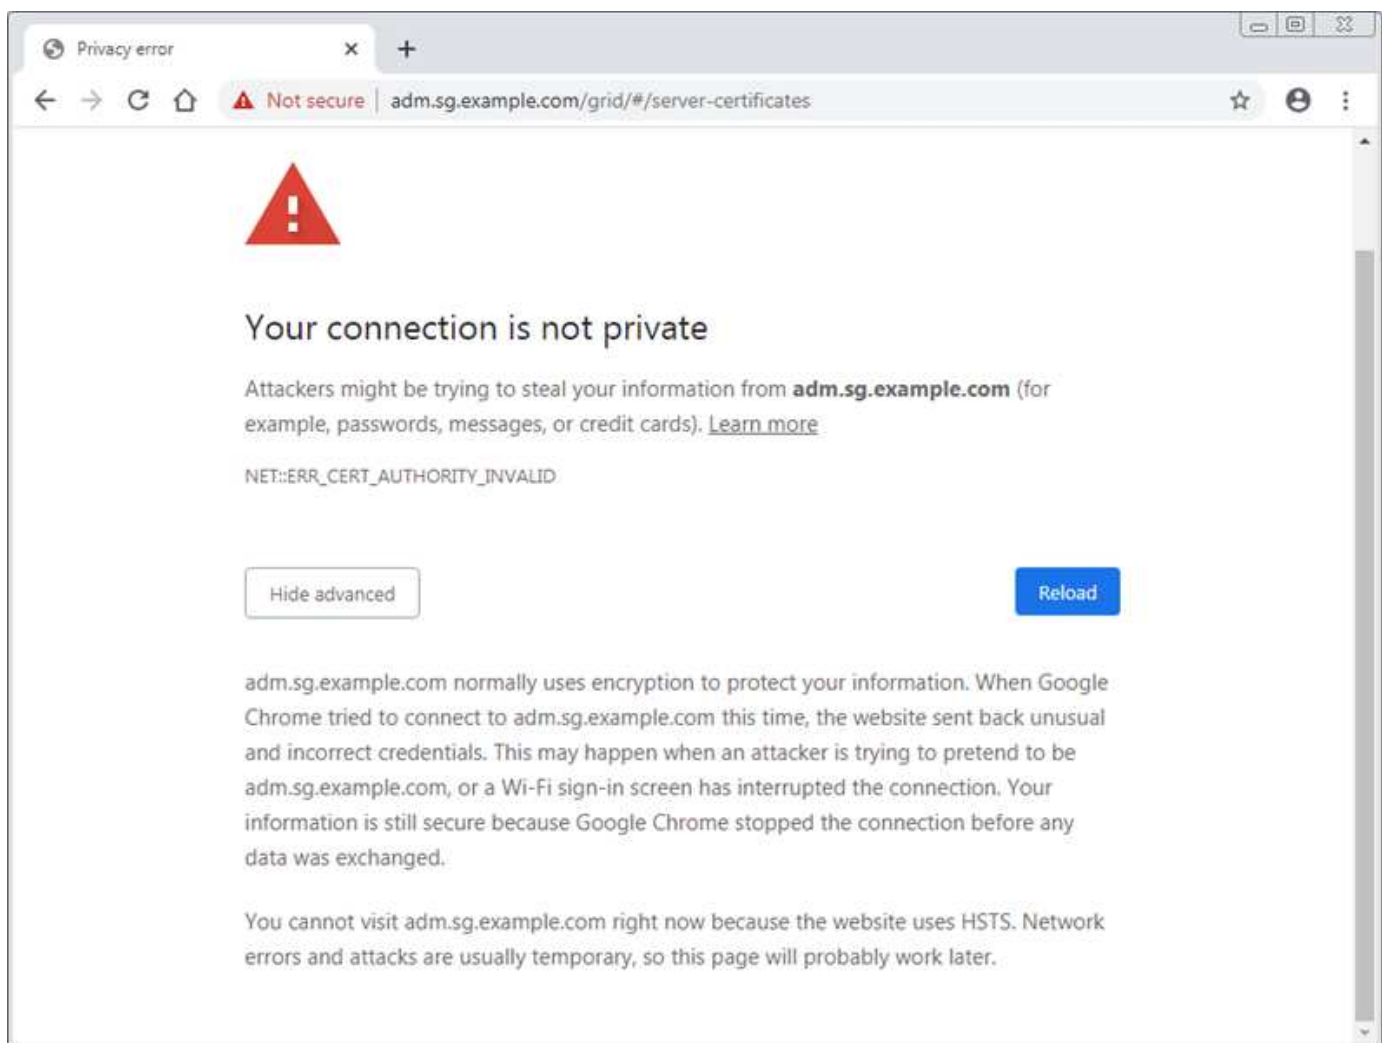 Privacy error
Not secure | adm.sg.example.com/grid/#/server-certificates
Your connection is not private
Attackers might be trying to steal your information from adm.sg.example.com (for
example, passwords, messages, or credit cards). Learn more
NET::ERR_CERT_AUTHORITY_INVALID
Hide advanced
Reload
adm.sg.example.com normally uses encryption to protect your information. When Google
Chrome tried to connect to adm.sg.example.com this time, the website sent back unusual
and incorrect credentials. This may happen when an attacker is trying to pretend to be
adm.sg.example.com, or a Wi-Fi sign-in screen has interrupted the connection. Your
information is still secure because Google Chrome stopped the connection before any
data was exchanged.
You cannot visit adm.sg.example.com right now because the website uses HSTS. Network
errors and attacks are usually temporary, so this page will probably work later.